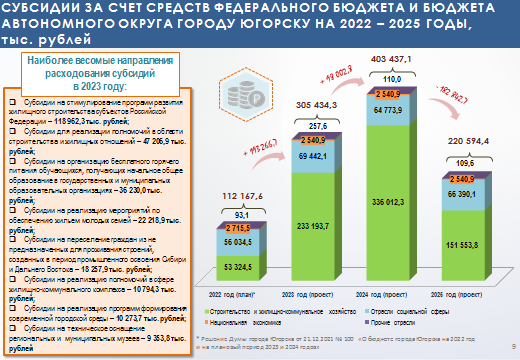 СУБСИДИИ ЗА СЧЕТ СРЕДСТВ ФЕДЕРАЛЬНОГО БЮДЖЕТА И БЮДЖЕТА
АВТОНОМНОГО ОКРУГА ГОРОДУ ЮГОРСКУ НА 2022 – 2025 ГОДЫ,
тыс. рублей
Наиболее весомые направления
расходования субсидий
в 2023 году:
❑ Субсидии на стимулирование программ развития
жилищного строительства субъектов Российской
Федерации – 118 962,3 тыс. рублей;
❑ Субсидии для реализации полномочий в области
строительства и жилищных отношений – 47 206,9 тыс.
рублей;
❑ Субсидии на организацию бесплатного горячего
питания обучающихся, получающих начальное общее
образование в государственных и муниципальных
образовательных организациях – 36 230,0 тыс.
рублей;
❑ Субсидии на реализацию мероприятий по
обеспечению жильем молодых семей – 22 218,9 тыс.
рублей;
❑ Субсидии на переселение граждан из не
предназначенных для проживания строений,
созданных в период промышленного освоения Сибири
и Дальнего Востока – 18 257,9 тыс. рублей;
❑ Субсидии на реализацию полномочий в сфере
жилищно-коммунального комплекса – 10 794,3 тыс.
рублей;
❑ Субсидии на реализацию программ формирования
современной городской среды – 10 273,7 тыс. рублей;
❑ Субсидии на техническое оснащение
муниципальных музеев – 9 353,8 тыс.
рублей
112 167,6
93,1
2 715,5
56 034,5
53 324,5
+ 193 266,7
305 434,3
257,6
2 540,9
69 442,1
233 193,7
+ 98 002,8
403 437,1
110,0
2 540,9
64 773,9
336 012,3
- 182 842,7
220 594,4
109,6
2 540,9
66 390,1
151 553,8
2022 год (план)* 2023 год (проект) 2024 год (проект) 2025 год (проект)
Строительство и жилищно-коммунальное хозяйство Отрасли социальной сферы
Национальная экономика Прочие отрасли
* Решение Думы города Югорска от 21.12.2021 № 100 «О бюджете города Югорска на 2022 год
и на плановый период 2023 и 2024 годов»
9